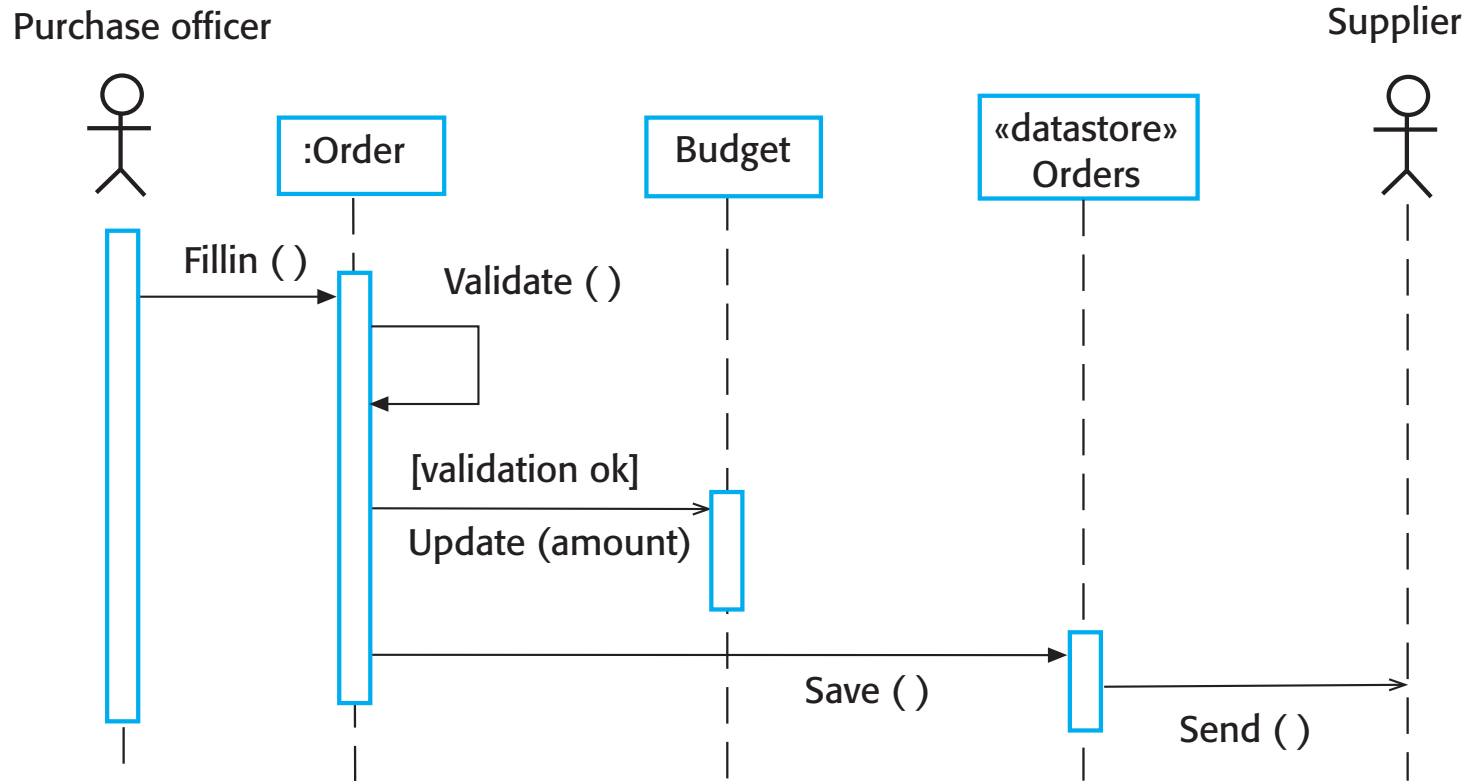 Purchase officer
Supplier
:Order
Budget
«datastore»
Orders
Fillin ( )
Validate ( )
[validation ok]
Update (amount)
Save ( )
Send ( )